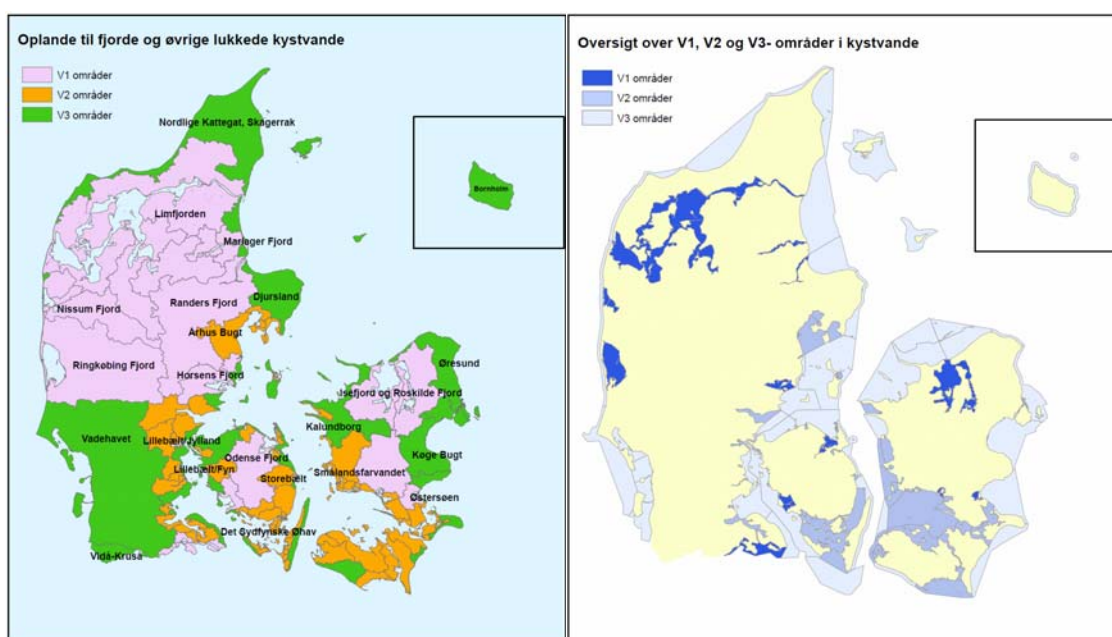 Oplande til fjorde og øvrige lukkede kystvande
V1 områder
V2 områder
V3 områder
Nordlige Kattegat, Skagerrak
Bornholm
Limfjorden
Mariager Fjord
Djursland
Randers Fjord
Nissum Fjord
Århus Bugt
Ringkøbing Fjord
Horsens Fjord
Øresund
Isefjord og Roskilde Fjord
Kalundborg
Vadehavet
Lillebælt/Jylland
Odense Fjord
Køge Bugt
Lillebælt/Fyn
Storebælt
Smålandsfarvandet
Østersøen
Det Sydfynske Øhav
Vidå-Kruså
Oversigt over V1, V2 og V3- områder i kystvande
V1 områder
V2 områder
V3 områder